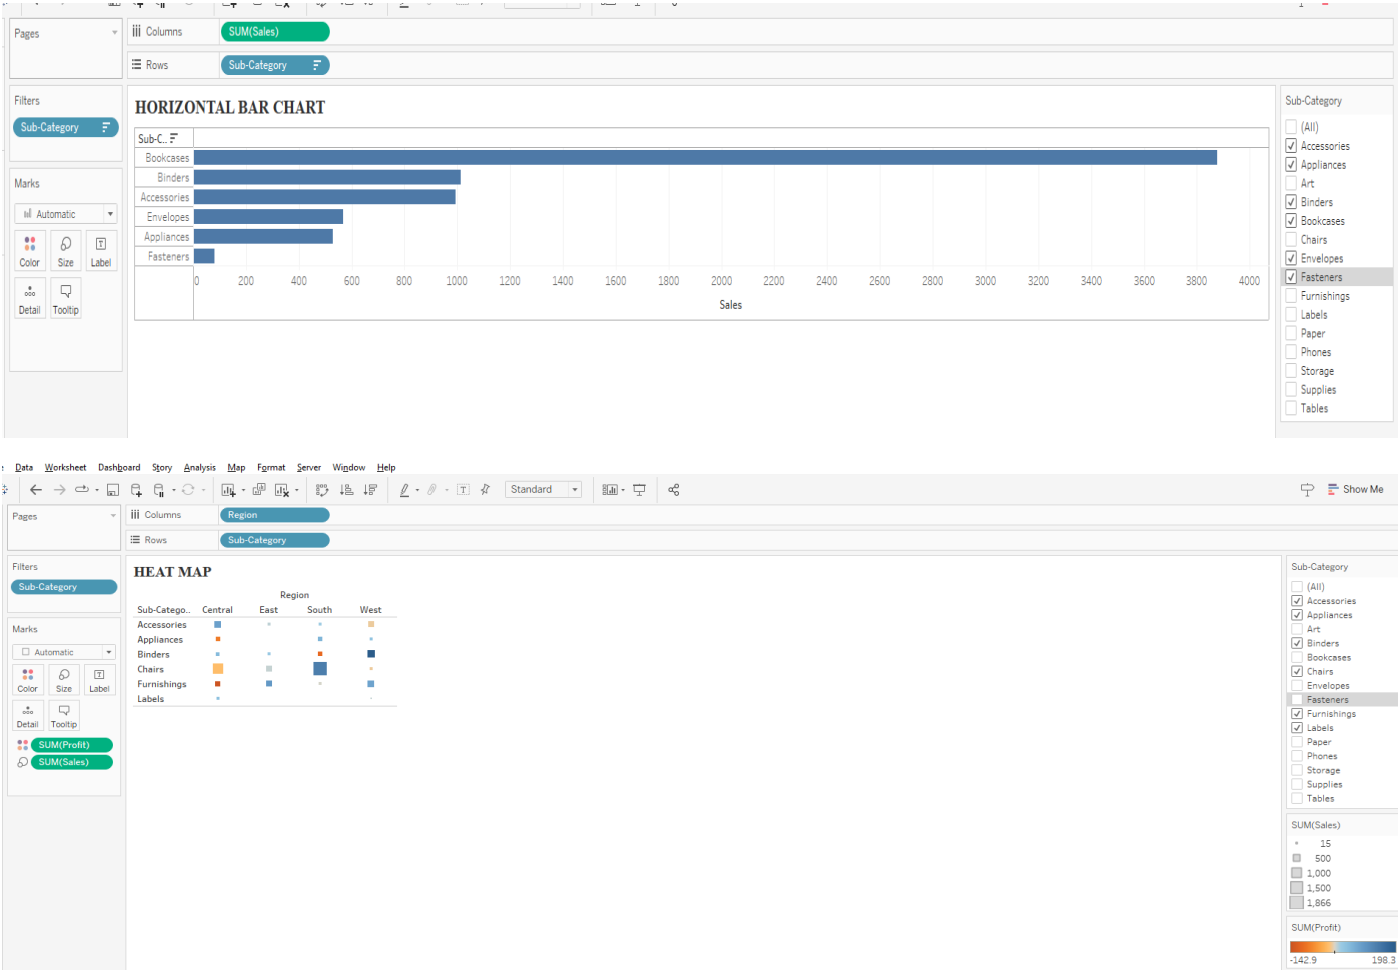 Pages
Columns
SUM(Sales)
Rows
Sub-Category
Filters
Sub-Category
Marks
Automatic
Color
Size
Label
Detail
Tooltip
HORIZONTAL BAR CHART
Sub-C..
Bookcases
Binders
Accessories
Envelopes
Appliances
Fasteners
0 200 400 600 800 1000 1200 1400 1600 1800 2000 2200 2400 2600 2800 3000 3200 3400 3600 3800 4000
Sales
Sub-Category
(All)
Accessories
Appliances
Art
Binders
Bookcases
Chairs
Envelopes
Fasteners
Furnishings
Labels
Paper
Phones
Storage
Supplies
Tables
Data Worksheet Dashboard Story Analysis Map Format Server Window Help
Standard
Show Me
Pages
Columns
Region
Rows
Sub-Category
Filters
Sub-Category
Marks
Automatic
Color
Size
Label
Detail
Tooltip
SUM(Profit)
SUM(Sales)
HEAT MAP
Region
Sub-Catego.. Central East South West
Accessories
Appliances
Binders
Chairs
Furnishings
Labels
Sub-Category
(All)
Accessories
Appliances
Art
Binders
Bookcases
Chairs
Envelopes
Fasteners
Furnishings
Labels
Paper
Phones
Storage
Supplies
Tables
SUM(Sales)
15
500
1,000
1,500
1,866
SUM(Profit)
-142.9 198.3